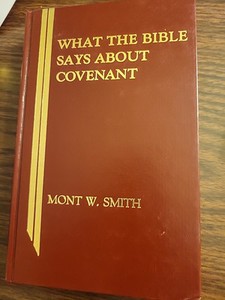 WHAT THE BIBLE
SAYS ABOUT
COVENANT
MONT W. SMITH